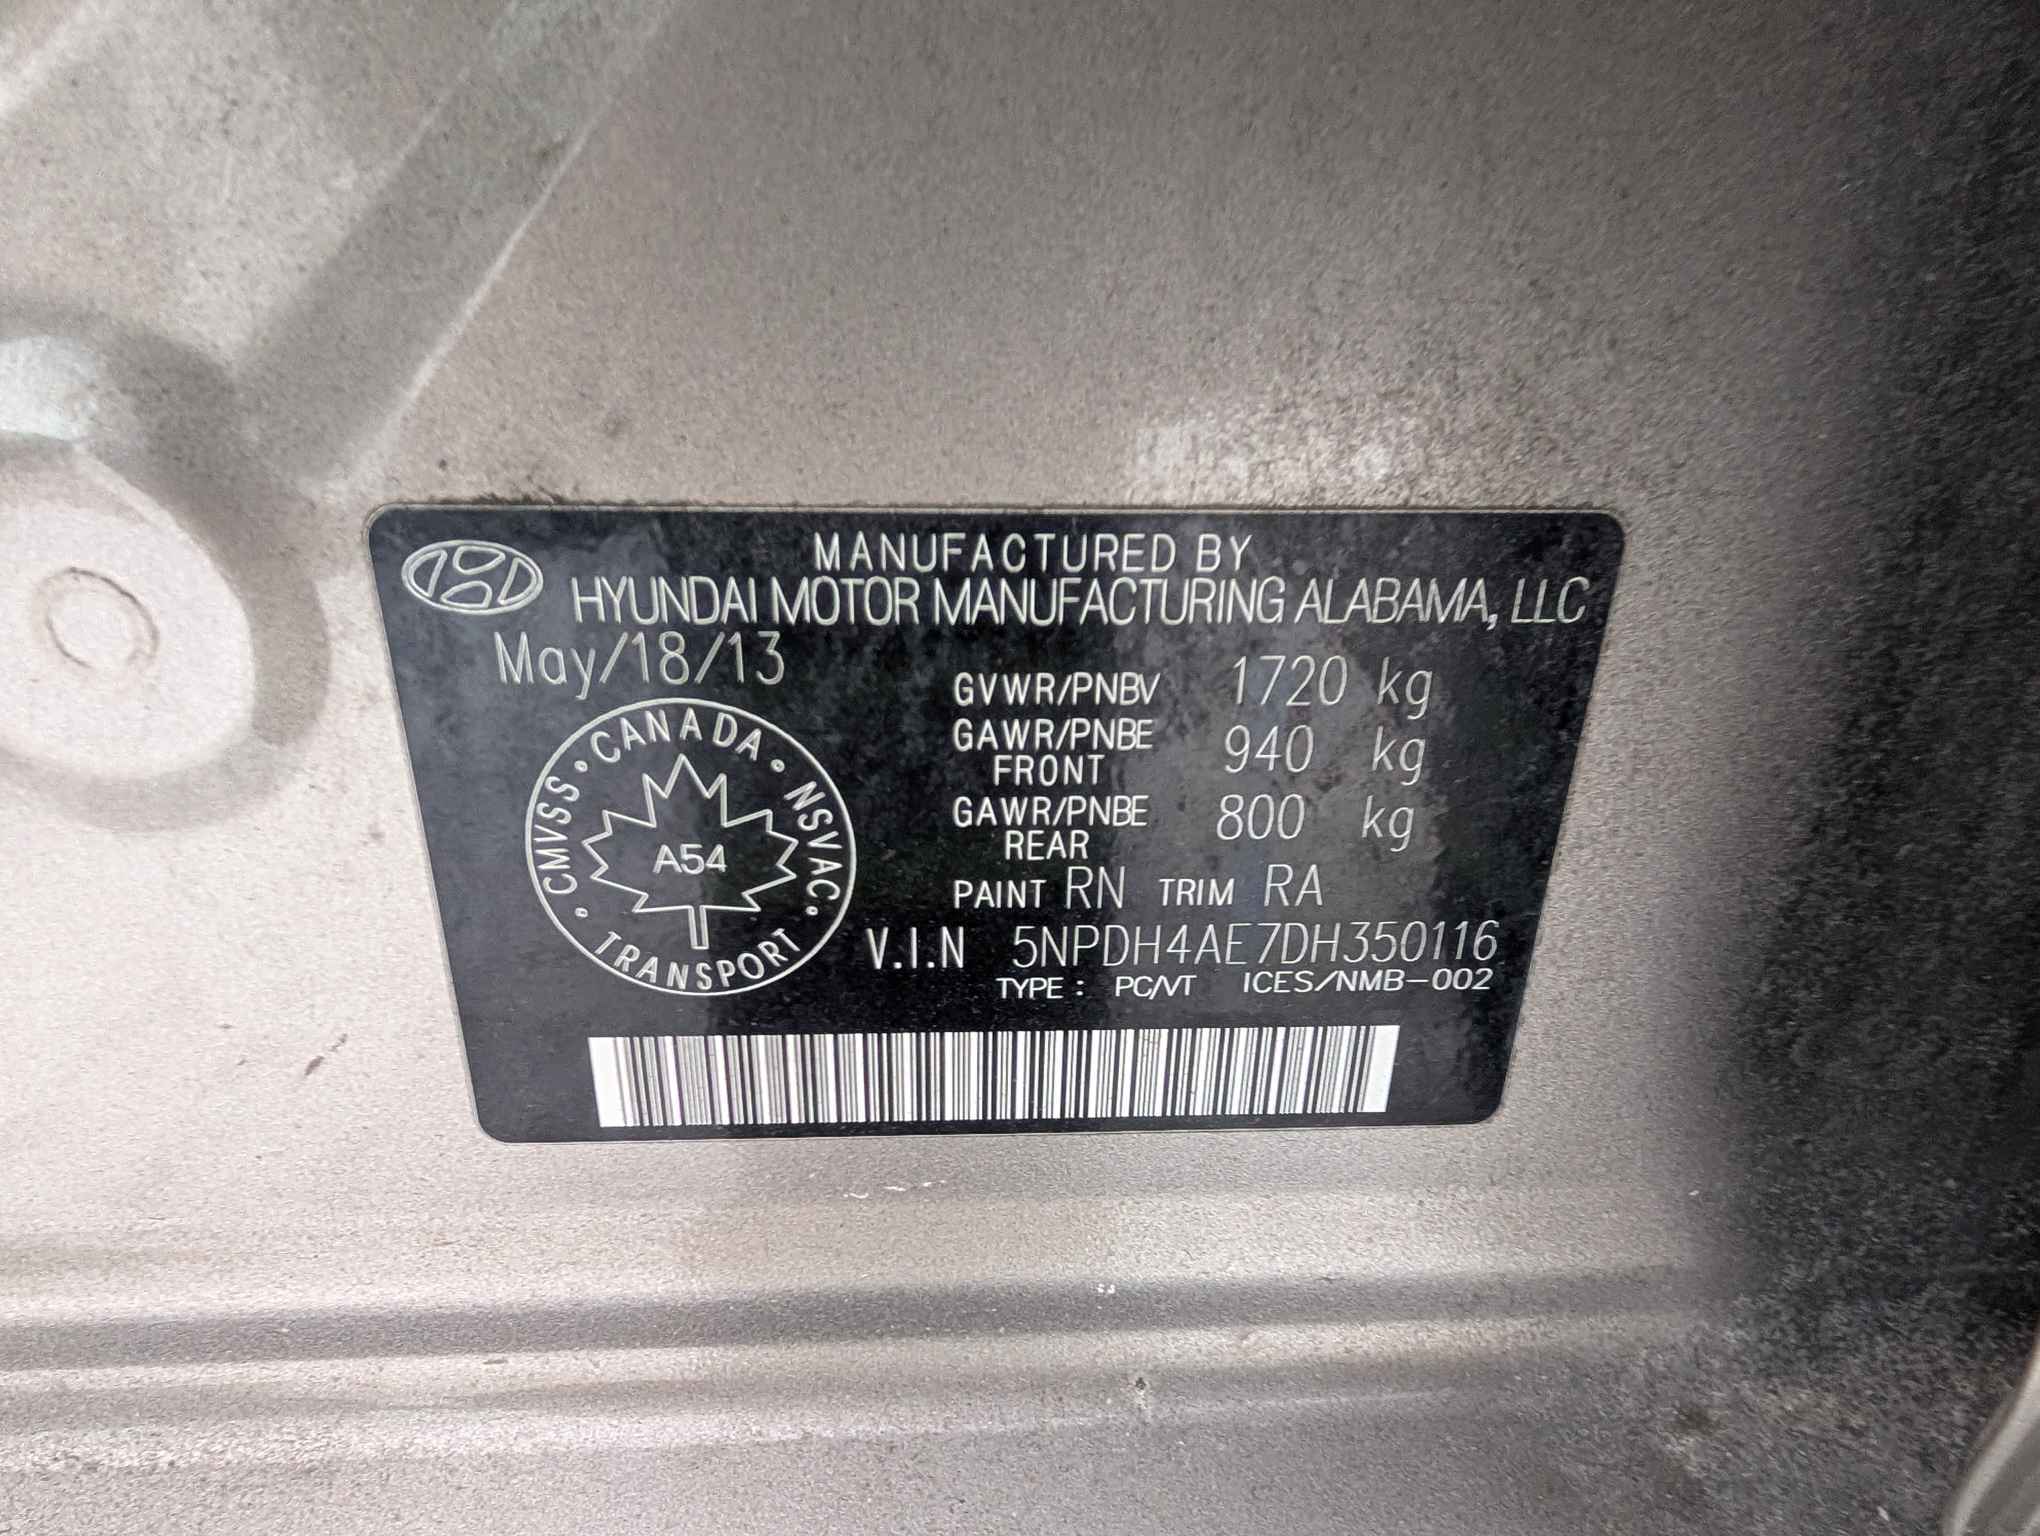 MANUFACTURED BY
HYUNDAI MOTOR MANUFACTURING ALABAMA, LLC
May/18/13
GVWR/PNBV 1720 kg
GAWR/PNBE FRONT 940 kg
GAWR/PNBE REAR 800 kg
PAINT RN TRIM RA
V.I.N 5NPDH4AE7DH350116
TYPE : PC/VT ICES/NMB-002
CANADA
NSVAC
TRANSPORT
CMVSS
A54